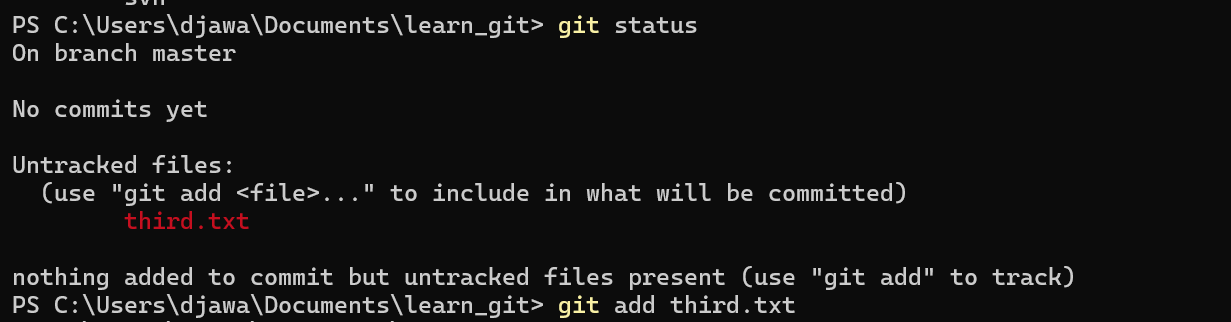 svn
PS C:\Users\djawa\Documents\learn_git> git status
On branch master
No commits yet
Untracked files:
(use "git add <file>..." to include in what will be committed)
third.txt
nothing added to commit but untracked files present (use "git add" to track)
PS C:\Users\djawa\Documents\learn_git> git add third.txt